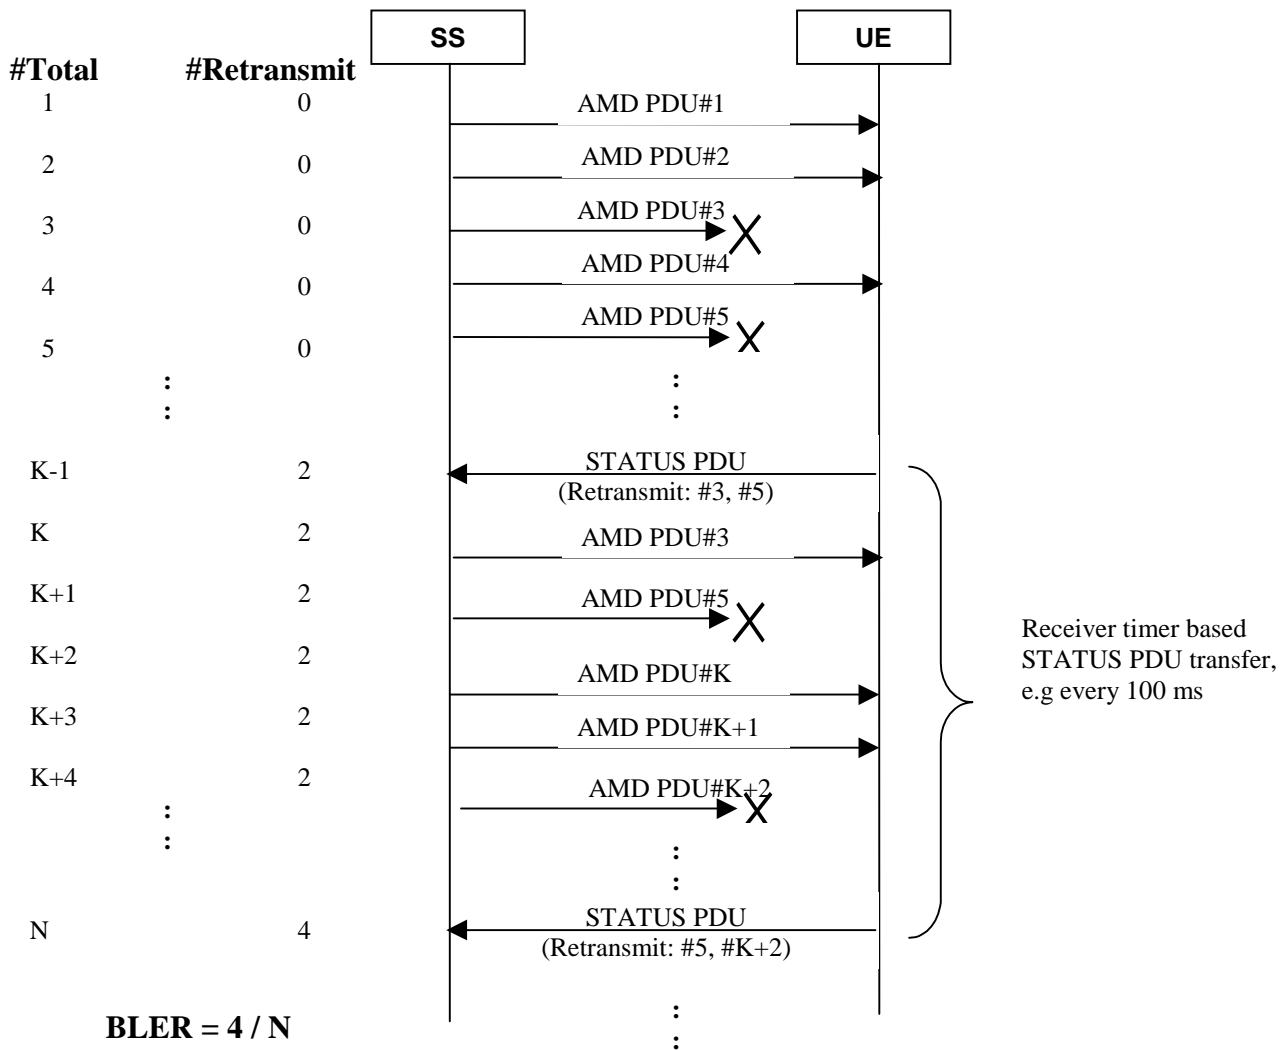 SS UE
#Total #Retransmit
1 0 AMD PDU#1
2 0 AMD PDU#2
3 0 AMD PDU#3
4 0 AMD PDU#4
5 0 AMD PDU#5
: :
: :
K-1 2 STATUS PDU
(Retransmit: #3, #5)
K 2 AMD PDU#3
K+1 2 AMD PDU#5
Receiver timer based
STATUS PDU transfer,
e.g every 100 ms
K+2 2 AMD PDU#K
K+3 2 AMD PDU#K+1
K+4 2 AMD PDU#K+2
: :
: :
N 4 STATUS PDU
(Retransmit: #5, #K+2)
BLER = 4 / N
:
: